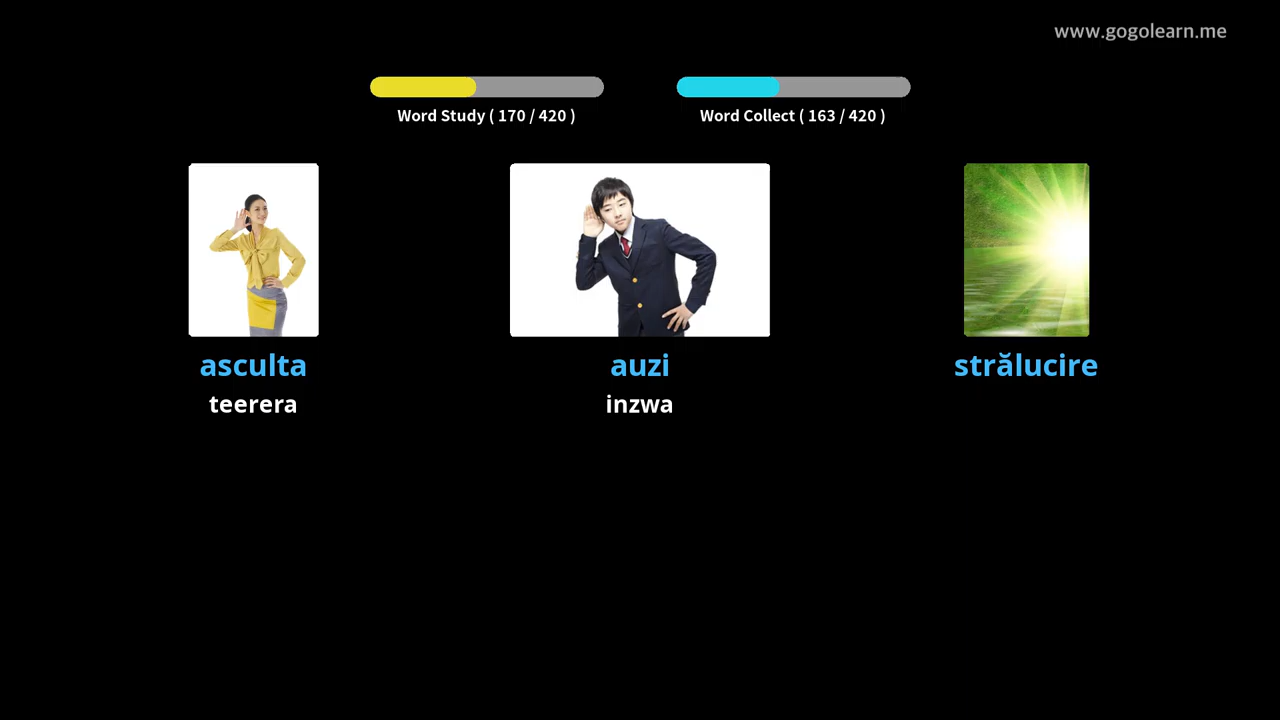 www.gogolearn.me
Word Study ( 170 / 420 )
Word Collect ( 163 / 420 )
asculta
auzi
strălucire
teerera
inzwa